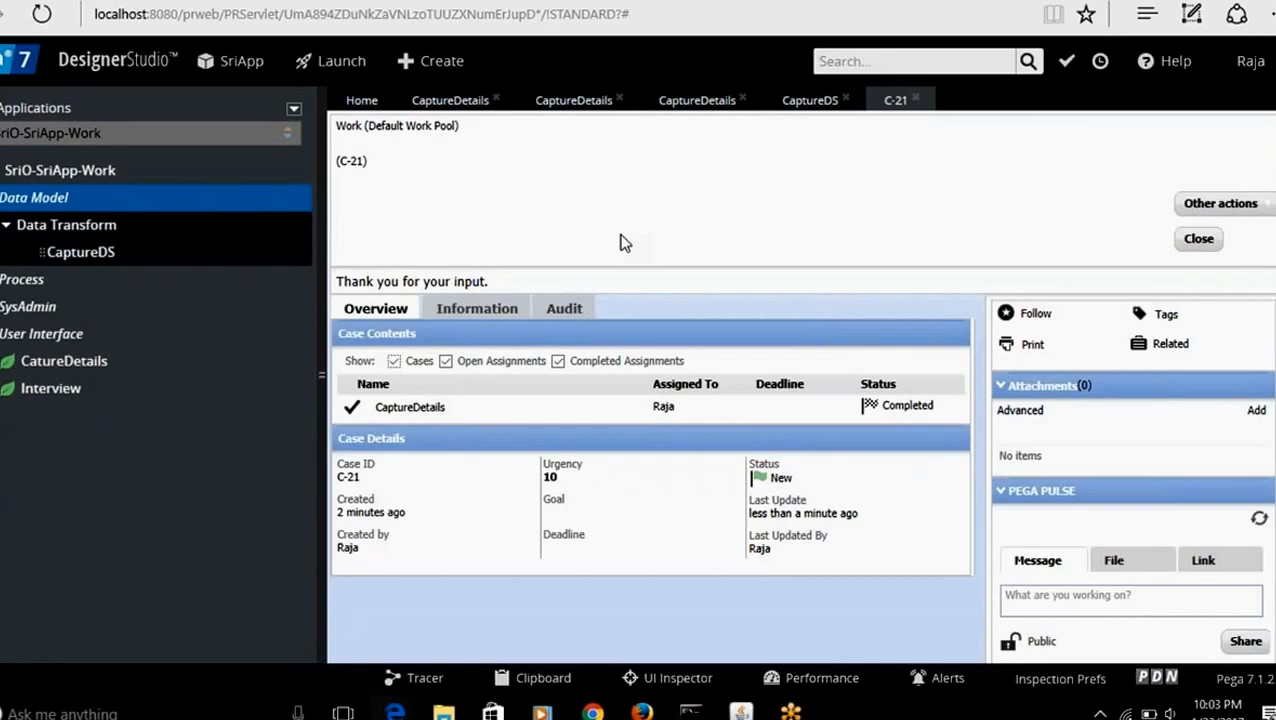 localhost:8080/prweb/PRServlet/UmA894ZDuNkZaVNLzoTUUZXNumErJupD*/!STANDARD?#
7 DesignerStudio™ SriApp Launch Create Search... Help Raja
Applications
Home CaptureDetails CaptureDetails CaptureDetails CaptureDS C-21
riO-SriApp-Work
SriO-SriApp-Work
Data Model
Data Transform
CaptureDS
Process
SysAdmin
User Interface
CatureDetails
Interview
Work (Default Work Pool)
(C-21)
Other actions
Close
Thank you for your input.
Overview Information Audit
Case Contents
Show: Cases Open Assignments Completed Assignments
Name Assigned To Deadline Status
CaptureDetails Raja Completed
Case Details
Case ID Urgency Status
C-21 10 New
Created Goal Last Update
2 minutes ago less than a minute ago
Created by Deadline Last Updated By
Raja Raja
Follow Tags
Print Related
Attachments(0)
Advanced Add
No items
PEGA PULSE
Message File Link
What are you working on?
Public Share
Tracer Clipboard UI Inspector Performance Alerts Inspection Prefs PDN Pega 7.1.2
Ask me anything
10:03 PM